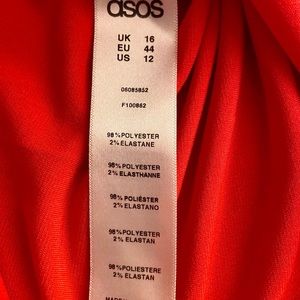 asos
UK 16
EU 44
US 12
06085852
F100862
98% POLYESTER
2% ELASTANE
98% POLYESTER
2% ELASTHANNE
98% POLIÉSTER
2% ELASTANO
98% POLYESTER
2% ELASTAN
98% POLIESTERE
2% ELASTAN